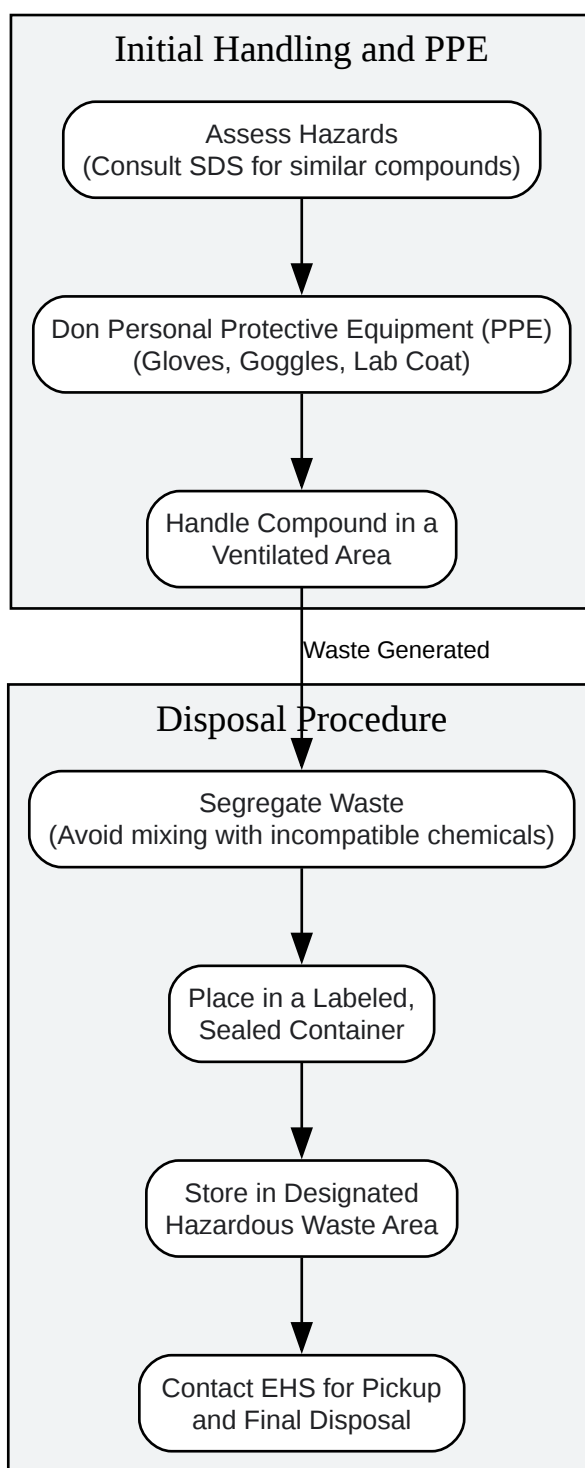 Initial Handling and PPE
Assess Hazards
(Consult SDS for similar compounds)
Don Personal Protective Equipment (PPE)
(Gloves, Goggles, Lab Coat)
Handle Compound in a
Ventilated Area
Waste Generated
Disposal Procedure
Segregate Waste
(Avoid mixing with incompatible chemicals)
Place in a Labeled,
Sealed Container
Store in Designated
Hazardous Waste Area
Contact EHS for Pickup
and Final Disposal